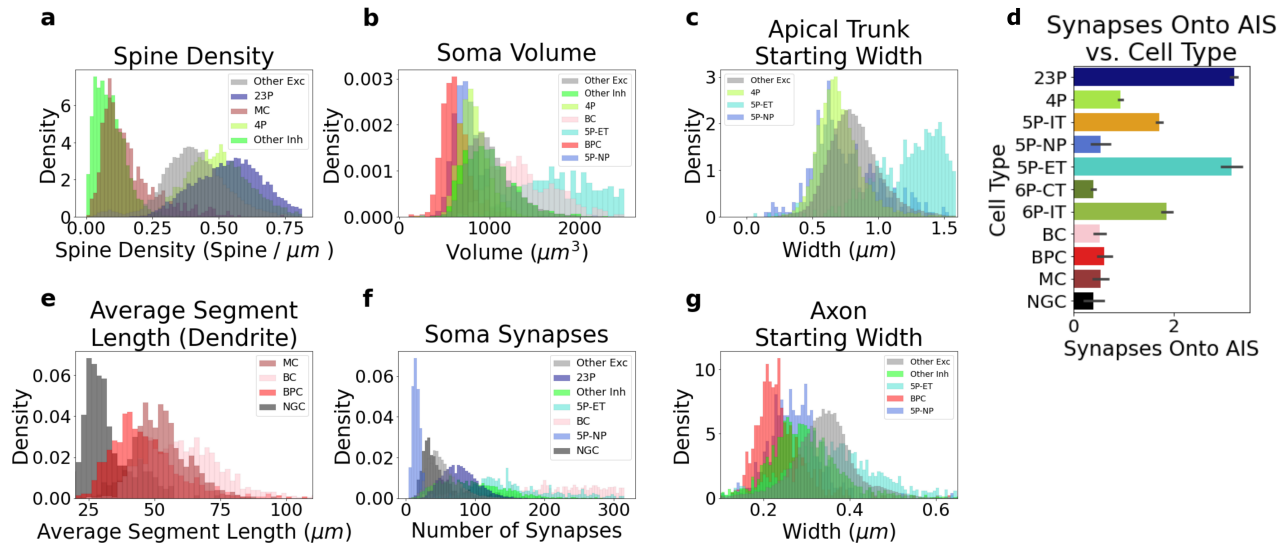 a
Spine Density
Density
6
4
2
0
0.00 0.25 0.50 0.75
Spine Density (Spine / μm )
Other Exc
23P
MC
4P
Other Inh
b
Soma Volume
Density
0.003
0.002
0.001
0.000
0 1000 2000
Volume (μm³)
Other Exc
Other Inh
4P
BC
5P-ET
BPC
5P-NP
c
Apical Trunk
Starting Width
Density
3
2
1
0
0.0 0.5 1.0 1.5
Width (μm)
Other Exc
4P
5P-ET
5P-NP
d
Synapses Onto AIS
vs. Cell Type
Cell Type
23P
4P
5P-IT
5P-NP
5P-ET
6P-CT
6P-IT
BC
BPC
MC
NGC
0 2
Synapses Onto AIS
e
Average Segment
Length (Dendrite)
Density
0.06
0.04
0.02
0.00
25 50 75 100
Average Segment Length (μm)
MC
BC
BPC
NGC
f
Soma Synapses
Density
0.06
0.04
0.02
0.00
0 100 200 300
Number of Synapses
Other Exc
23P
Other Inh
5P-ET
BC
5P-NP
NGC
g
Axon
Starting Width
Density
10
5
0
0.2 0.4 0.6
Width (μm)
Other Exc
Other Inh
5P-ET
BPC
5P-NP